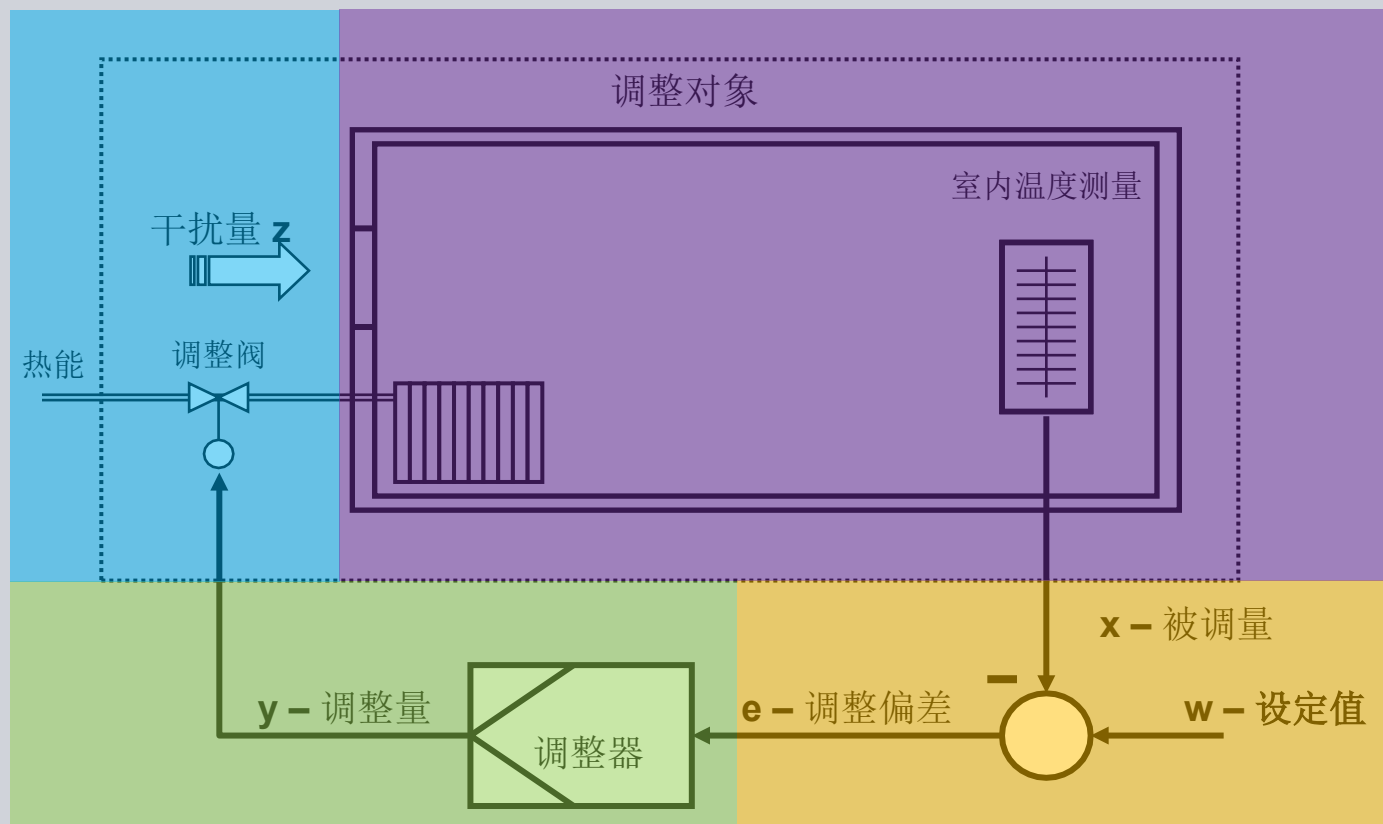 调整对象
室内温度测量
干扰量 z
调整阀
热能
x – 被调量
–
y – 调整量
e – 调整偏差
w – 设定值
调整器